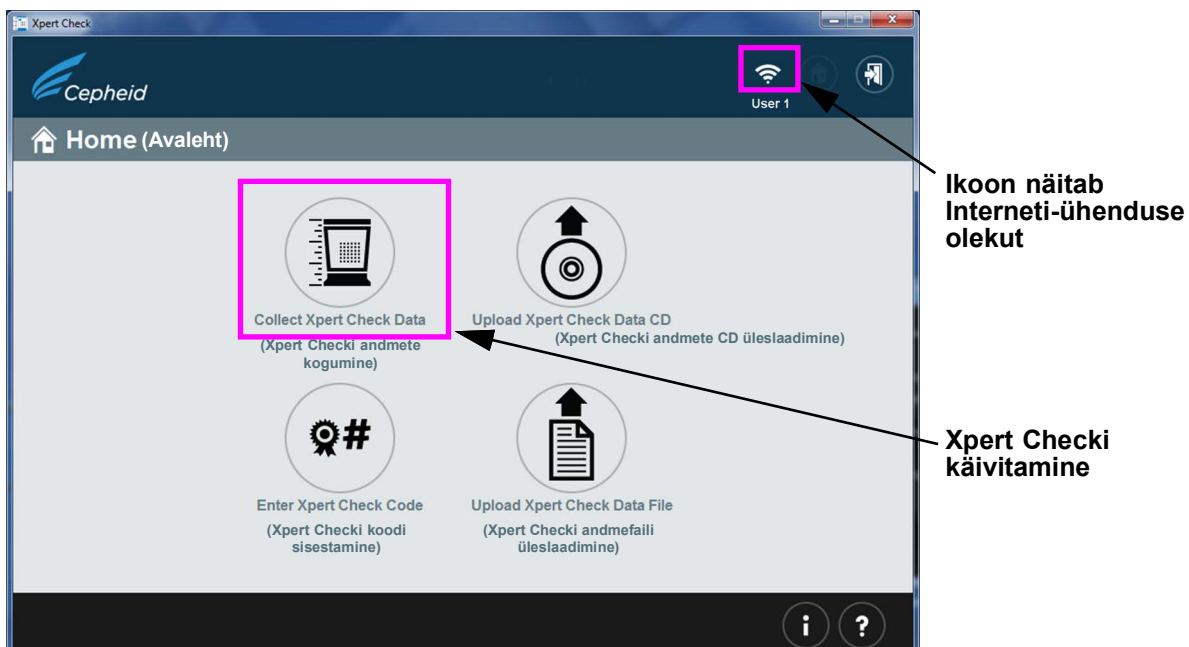 Xpert Check
Cepheid
User 1
Home (Avaleht)
Ikoon näitab
Interneti-ühenduse
olekut
Collect Xpert Check Data
(Xpert Checki andmete
kogumine)
Upload Xpert Check Data CD
(Xpert Checki andmete CD üleslaadimine)
Xpert Checki
käivitamine
#
Enter Xpert Check Code
(Xpert Checki koodi
sisestamine)
Upload Xpert Check Data File
(Xpert Checki andmefaili
üleslaadimine)
i ?